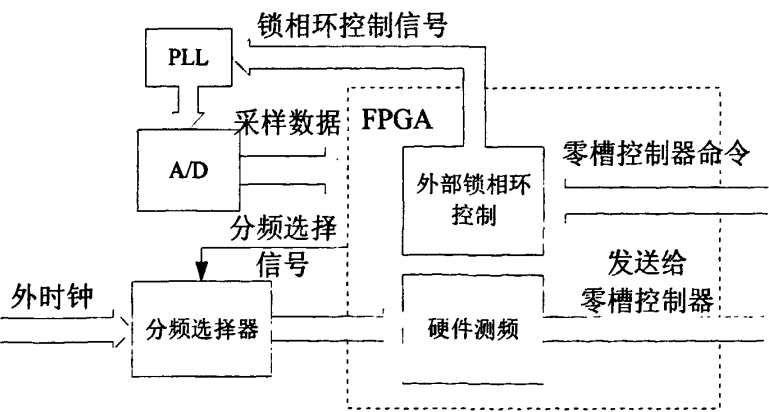 锁相环控制信号
PLL
采样数据
FPGA
A/D
外部锁相环
控制
零槽控制器命令
分频选择
信号
外时钟
分频选择器
硬件测频
发送给
零槽控制器